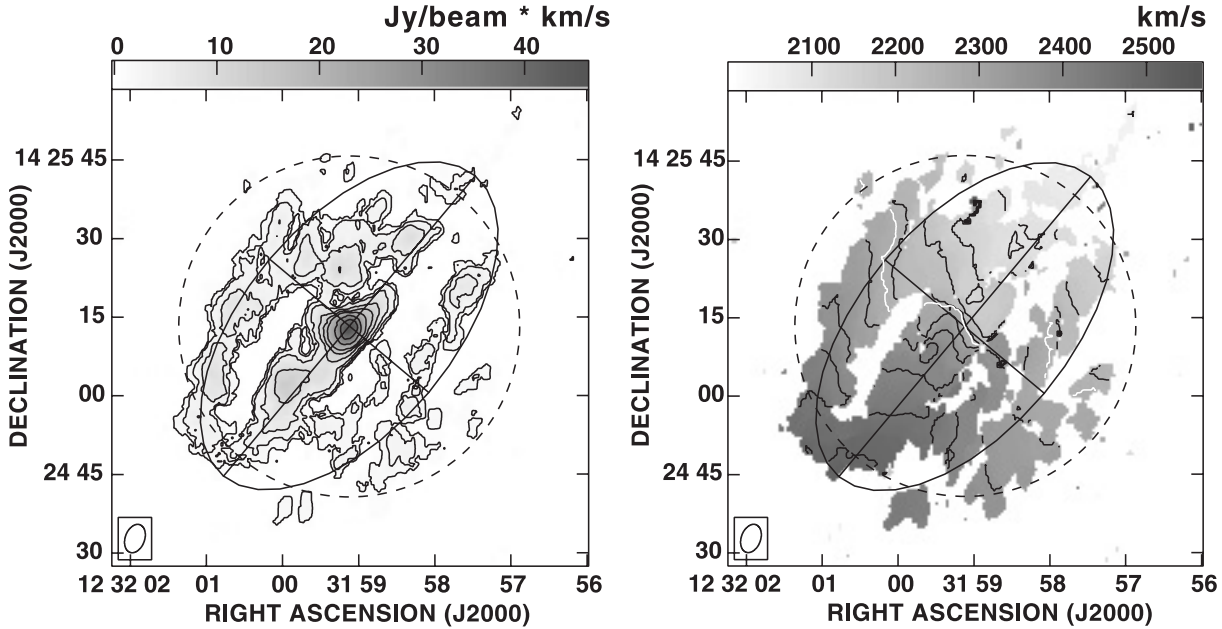 Jy/beam * km/s
0 10 20 30 40
DECLINATION (J2000)
14 25 45
30
15
00
24 45
30
12 32 02 01 00 31 59 58 57 56
RIGHT ASCENSION (J2000)
km/s
2100 2200 2300 2400 2500
DECLINATION (J2000)
14 25 45
30
15
00
24 45
30
12 32 02 01 00 31 59 58 57 56
RIGHT ASCENSION (J2000)